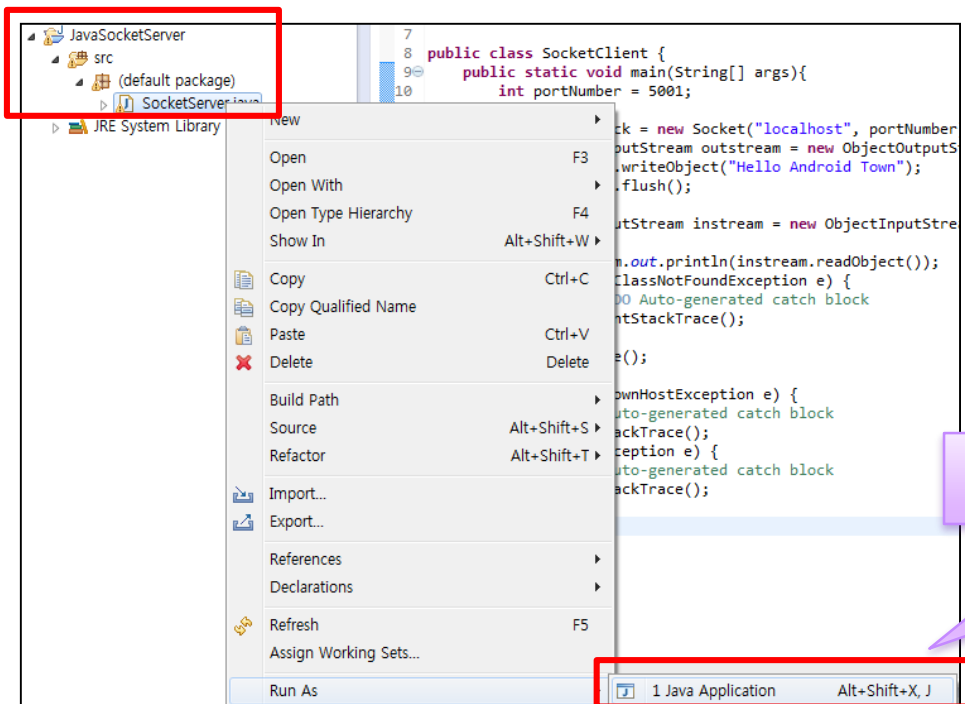 JavaSocketServer
src
(default package)
SocketServer.java
JRE System Library
7
8 public class SocketClient {
9 public static void main(String[] args){
10 int portNumber = 5001;
ck = new Socket("localhost", portNumber
putStream outstream = new ObjectOutputS
.writeObject("Hello Android Town");
.flush();
utStream instream = new ObjectInputStre
.out.println(instream.readObject());
ClassNotFoundException e) {
DO Auto-generated catch block
ntStackTrace();
e();
ownHostException e) {
uto-generated catch block
ackTrace();
ception e) {
uto-generated catch block
ackTrace();
New
Open F3
Open With
Open Type Hierarchy F4
Show In Alt+Shift+W
Copy Ctrl+C
Copy Qualified Name
Paste Ctrl+V
Delete Delete
Build Path
Source Alt+Shift+S
Refactor Alt+Shift+T
Import...
Export...
References
Declarations
Refresh F5
Assign Working Sets...
Run As
1 Java Application Alt+Shift+X, J